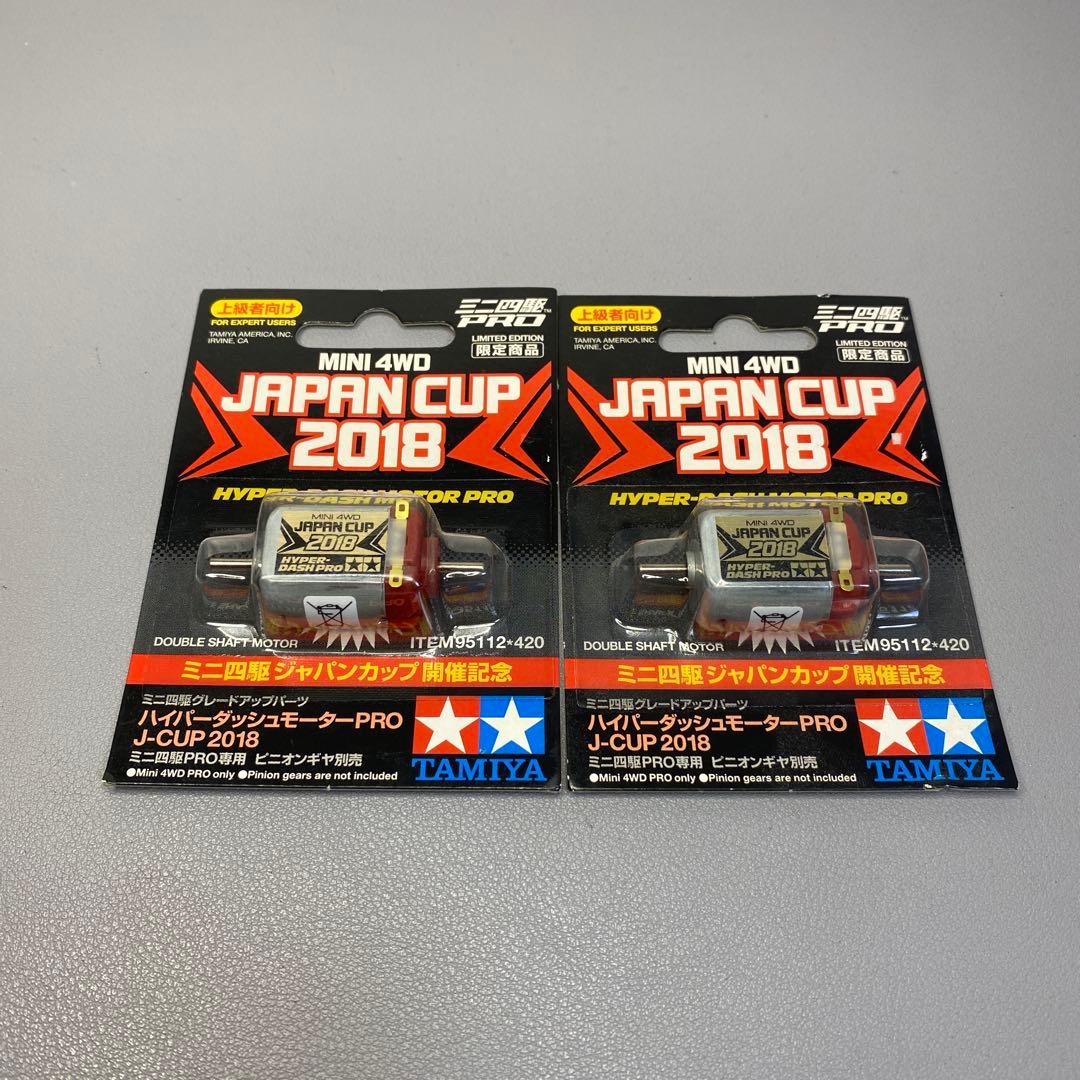 上級者向け
FOR EXPERT USERS
TAMIYA AMERICA, INC.
IRVINE, CA
ミニ四駆
PRO
LIMITED EDITION
限定商品
MINI 4WD
JAPAN CUP
2018
HYPER-DASH MOTOR PRO
MINI 4WD
JAPAN CUP
2018
HYPER-
DASH PRO
DOUBLE SHAFT MOTOR
ITEM95112*420
ミニ四駆 ジャパンカップ 開催記念
ミニ四駆グレードアップパーツ
ハイパーダッシュモーターPRO
J-CUP 2018
ミニ四駆PRO専用 ピニオンギヤ別売
●Mini 4WD PRO only ●Pinion gears are not included
TAMIYA
上級者向け
FOR EXPERT USERS
TAMIYA AMERICA, INC.
IRVINE, CA
ミニ四駆™
PRO
LIMITED EDITION
限定商品
MINI 4WD
JAPAN CUP
2018
HYPER-DASH MOTOR PRO
MINI 4WD
JAPAN CUP
2018
HYPER-
DASH PRO
DOUBLE SHAFT MOTOR
ITEM95112*420
ミニ四駆 ジャパンカップ 開催記念
ミニ四駆グレードアップパーツ
ハイパーダッシュモーターPRO
J-CUP 2018
ミニ四駆PRO専用 ピニオンギヤ別売
●Mini 4WD PRO only ●Pinion gears are not included
TAMIYA